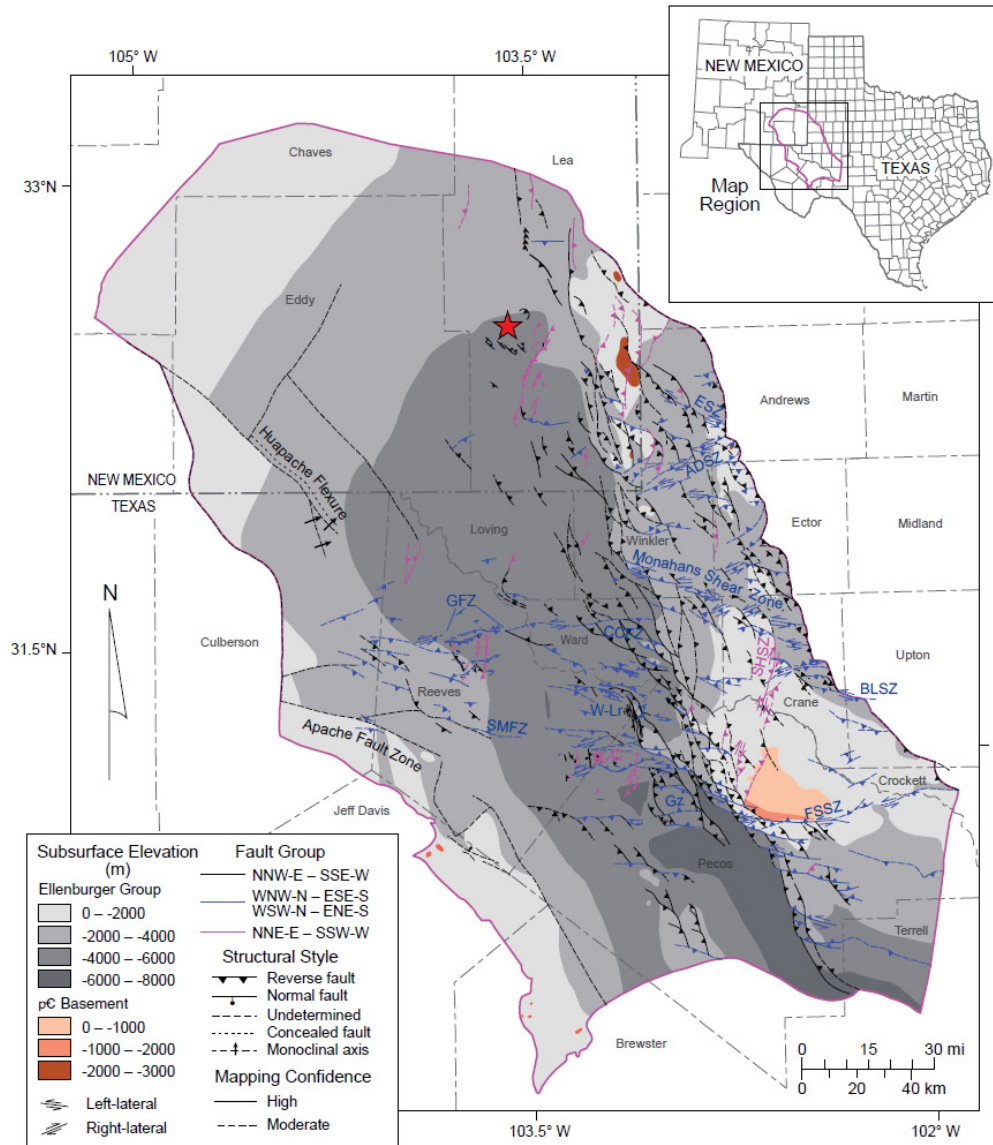 105° W
103.5° W
NEW MEXICO
TEXAS
Map
Region
Chaves
Lea
33°N
Eddy
ESZ
Andrews
Martin
ADSZ
Huapache Flexure
NEW MEXICO
TEXAS
Loving
Winkler
Ector
Midland
Monahans Shear Zone
N
GFZ
Culberson
31.5°N
Ward
SHSZ
Upton
Reeves
BLSZ
Crane
W-Lr
SMFZ
Apache Fault Zone
Crockett
Gz
FSSZ
Jeff Davis
Pecos
Terrell
Brewster
Subsurface Elevation
(m)
Ellenburger Group
0 – -2000
-2000 – -4000
-4000 – -6000
-6000 – -8000
p\u0404 Basement
0 – -1000
-1000 – -2000
-2000 – -3000
Left-lateral
Right-lateral
Fault Group
NNW-E – SSE-W
WNW-N – ESE-S
WSW-N – ENE-S
NNE-E – SSW-W
Structural Style
Reverse fault
Normal fault
Undetermined
Concealed fault
Monoclinal axis
Mapping Confidence
High
Moderate
0 15 30 mi
0 20 40 km
103.5° W
102° W